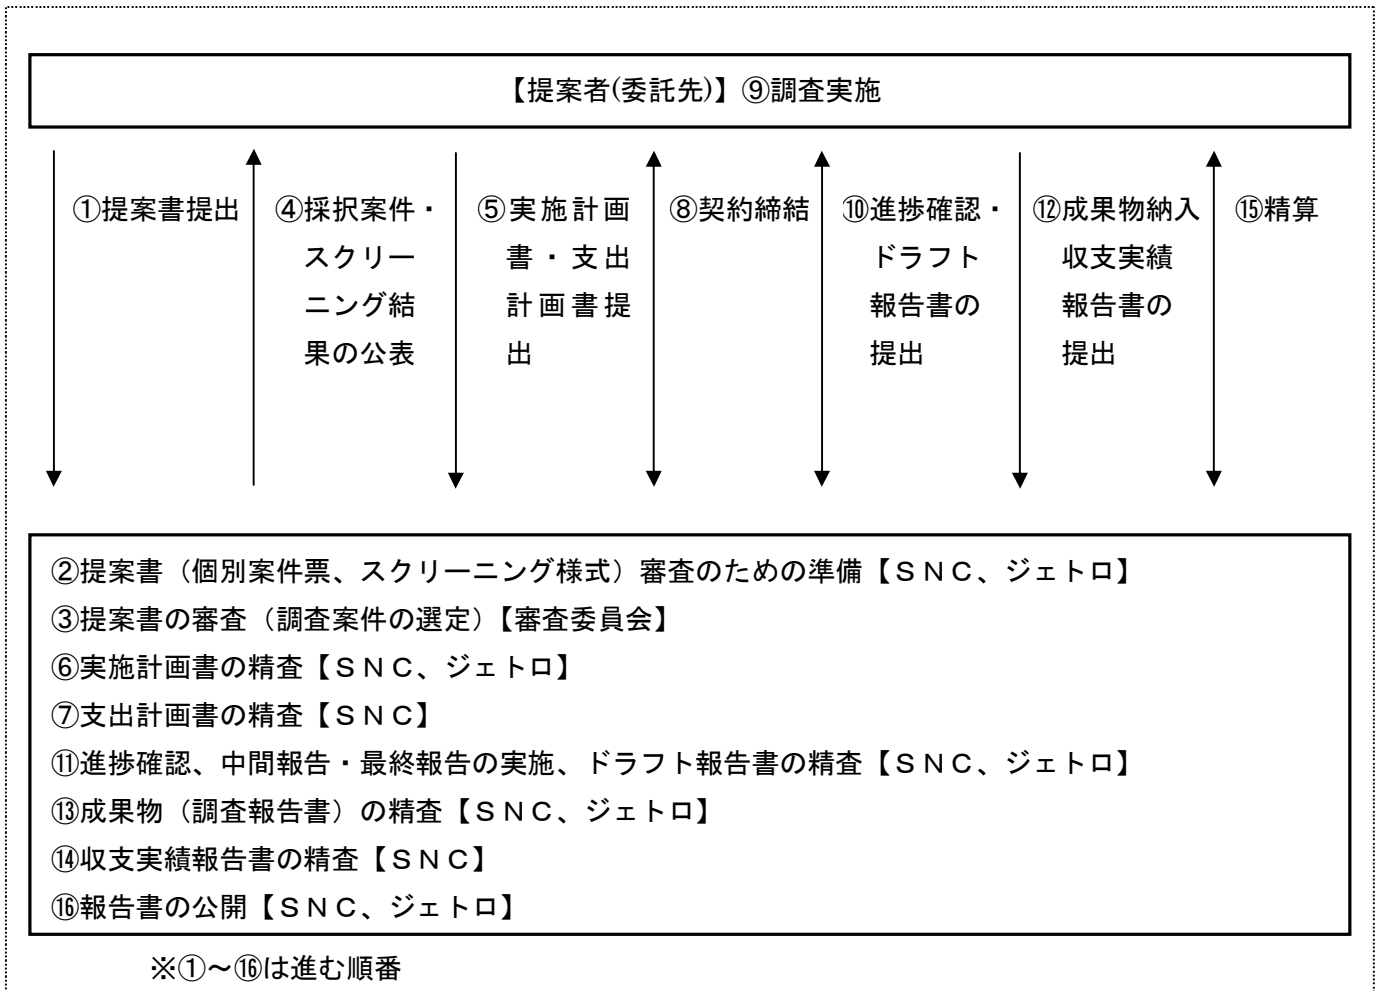 【提案者(委託先)】⑨調査実施
①提案書提出
④採択案件・
スクリー
ニング結
果の公表
⑤実施計画
書・支出
計画書提
出
⑧契約締結
⑩進捗確認・
ドラフト
報告書の
提出
⑫成果物納入
収支実績
報告書の
提出
⑮精算
②提案書（個別案件票、スクリーニング様式）審査のための準備【ＳＮＣ、ジェトロ】
③提案書の審査（調査案件の選定）【審査委員会】
⑥実施計画書の精査【ＳＮＣ、ジェトロ】
⑦支出計画書の精査【ＳＮＣ】
⑪進捗確認、中間報告・最終報告の実施、ドラフト報告書の精査【ＳＮＣ、ジェトロ】
⑬成果物（調査報告書）の精査【ＳＮＣ、ジェトロ】
⑭収支実績報告書の精査【ＳＮＣ】
⑯報告書の公開【ＳＮＣ、ジェトロ】
※①～⑯は進む順番